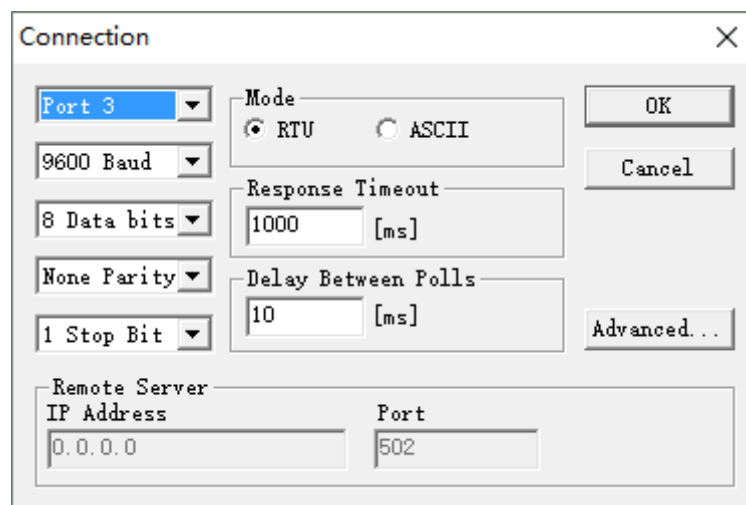 Connection
Port 3
9600 Baud
8 Data bits
None Parity
1 Stop Bit
Mode
RTU
ASCII
Response Timeout
1000 [ms]
Delay Between Polls
10 [ms]
OK
Cancel
Advanced...
Remote Server
IP Address
Port
0.0.0.0
502